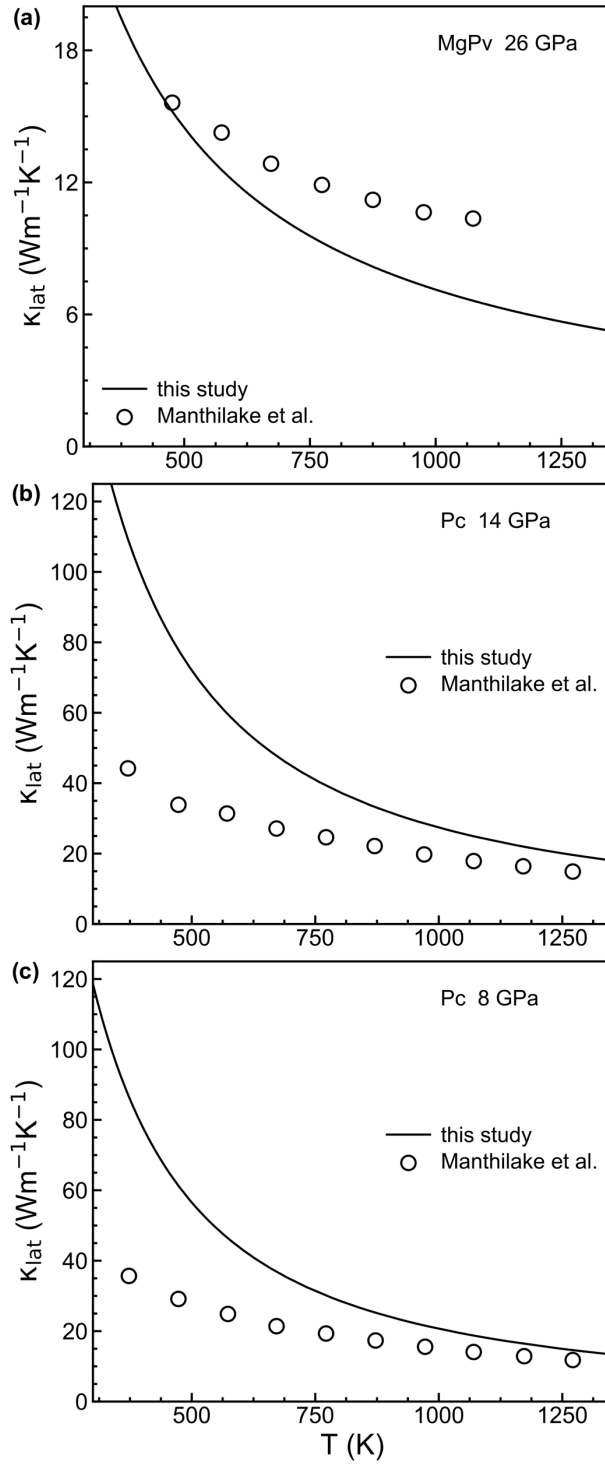 (a)
MgPv 26 GPa
κlat (Wm⁻¹K⁻¹)
18
12
6
0
this study
Manthilake et al.
500 750 1000 1250
(b)
Pc 14 GPa
κlat (Wm⁻¹K⁻¹)
120
100
80
60
40
20
0
this study
Manthilake et al.
500 750 1000 1250
(c)
Pc 8 GPa
κlat (Wm⁻¹K⁻¹)
120
100
80
60
40
20
0
this study
Manthilake et al.
500 750 1000 1250
T (K)